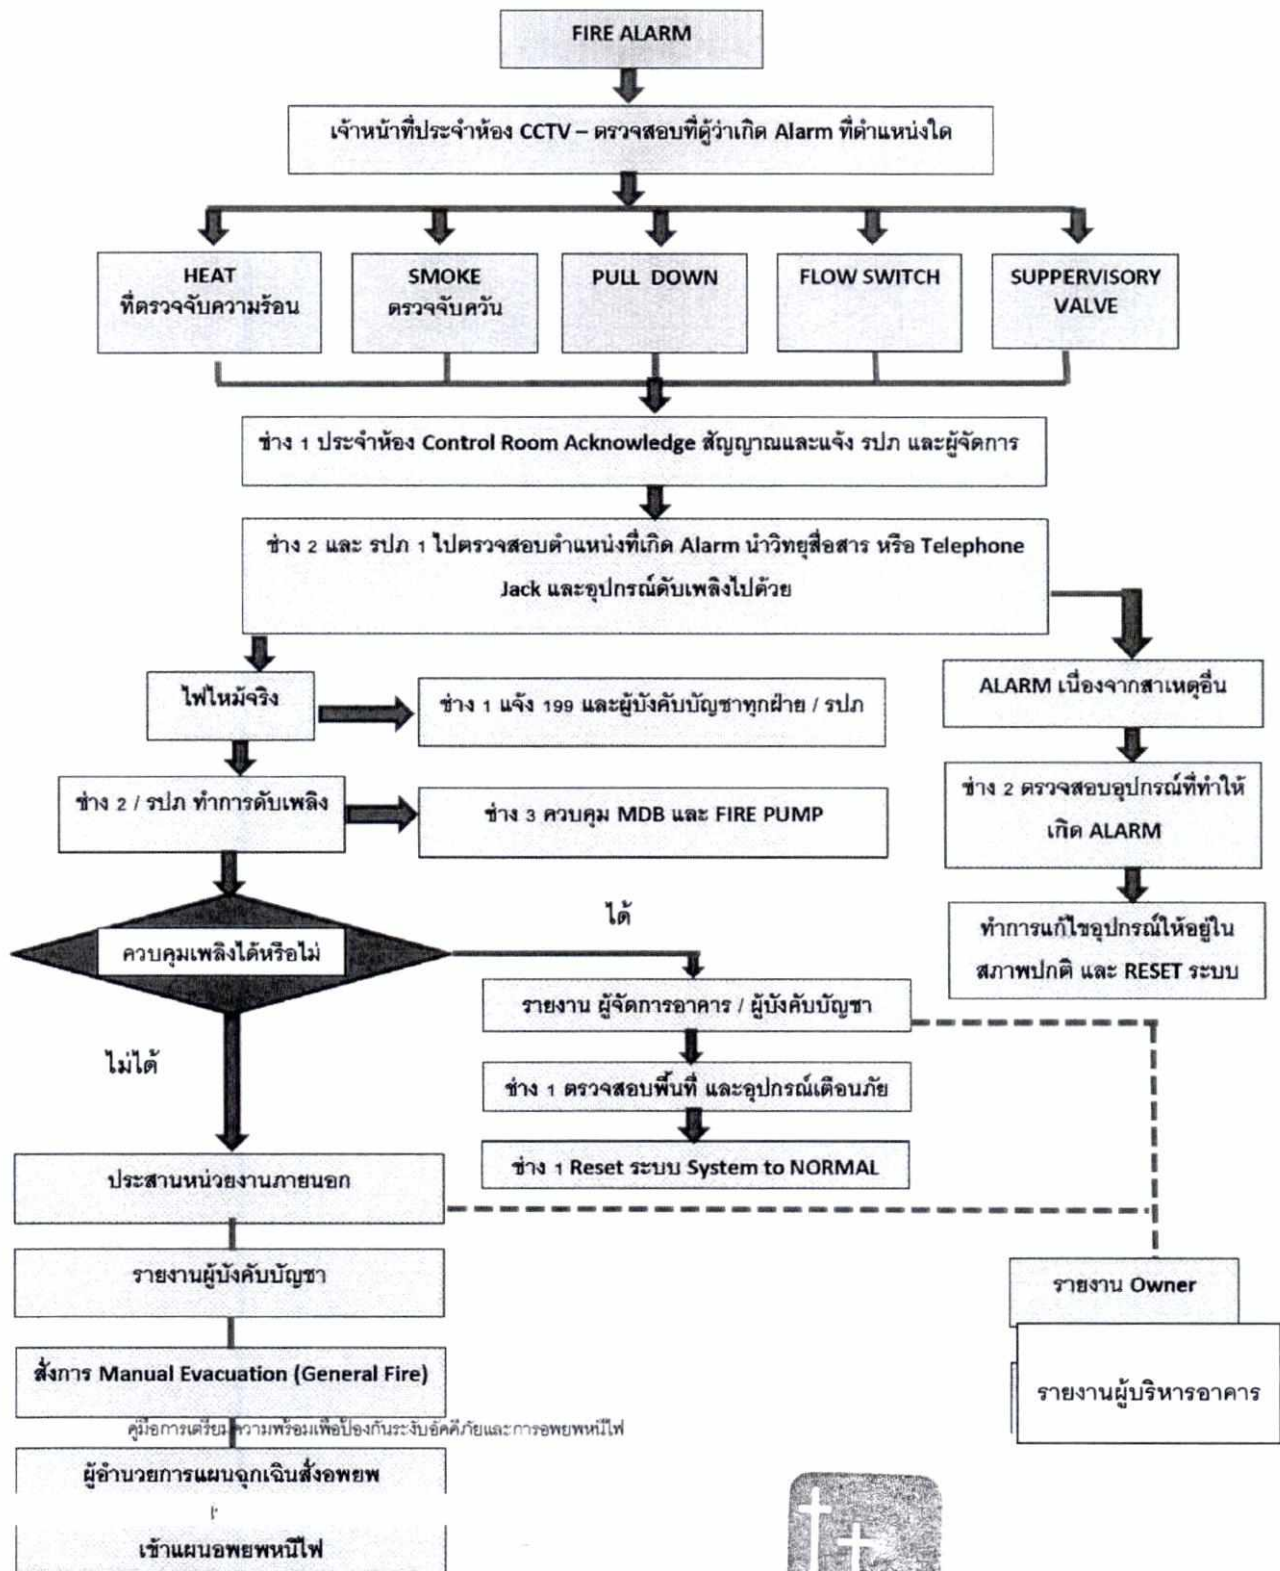 FIRE ALARM
เจ้าหน้าที่ประจำห้อง CCTV – ตรวจสอบที่ตู้ว่าเกิด Alarm ที่ตำแหน่งใด
HEAT
ที่ตรวจจับความร้อน
SMOKE
ตรวจจับควัน
PULL DOWN
FLOW SWITCH
SUPPERVISORY
VALVE
ช่าง 1 ประจำห้อง Control Room Acknowledge สัญญาณและแจ้ง รปภ และผู้จัดการ
ช่าง 2 และ รปภ 1 ไปตรวจสอบตำแหน่งที่เกิด Alarm นำวิทยุสื่อสาร หรือ Telephone
Jack และอุปกรณ์ดับเพลิงไปด้วย
ไฟไหม้จริง
ช่าง 1 แจ้ง 199 และผู้บังคับบัญชาทุกฝ่าย / รปภ
ALARM เนื่องจากสาเหตุอื่น
ช่าง 2 / รปภ ทำการดับเพลิง
ช่าง 3 ควบคุม MDB และ FIRE PUMP
ช่าง 2 ตรวจสอบอุปกรณ์ที่ทำให้
เกิด ALARM
ได้
ควบคุมเพลิงได้หรือไม่
ทำการแก้ไขอุปกรณ์ให้อยู่ใน
สภาพปกติ และ RESET ระบบ
รายงาน ผู้จัดการอาคาร / ผู้บังคับบัญชา
ไม่ได้
ช่าง 1 ตรวจสอบพื้นที่ และอุปกรณ์เตือนภัย
ช่าง 1 Reset ระบบ System to NORMAL
ประสานหน่วยงานภายนอก
รายงานผู้บังคับบัญชา
รายงาน Owner
สั่งการ Manual Evacuation (General Fire)
รายงานผู้บริหารอาคาร
คู่มือการเตรียมความพร้อมเพื่อป้องกันระงับอัคคีภัยและการอพยพหนีไฟ
ผู้อำนวยการแผนฉุกเฉินสั่งอพยพ
เข้าแผนอพยพหนีไฟ